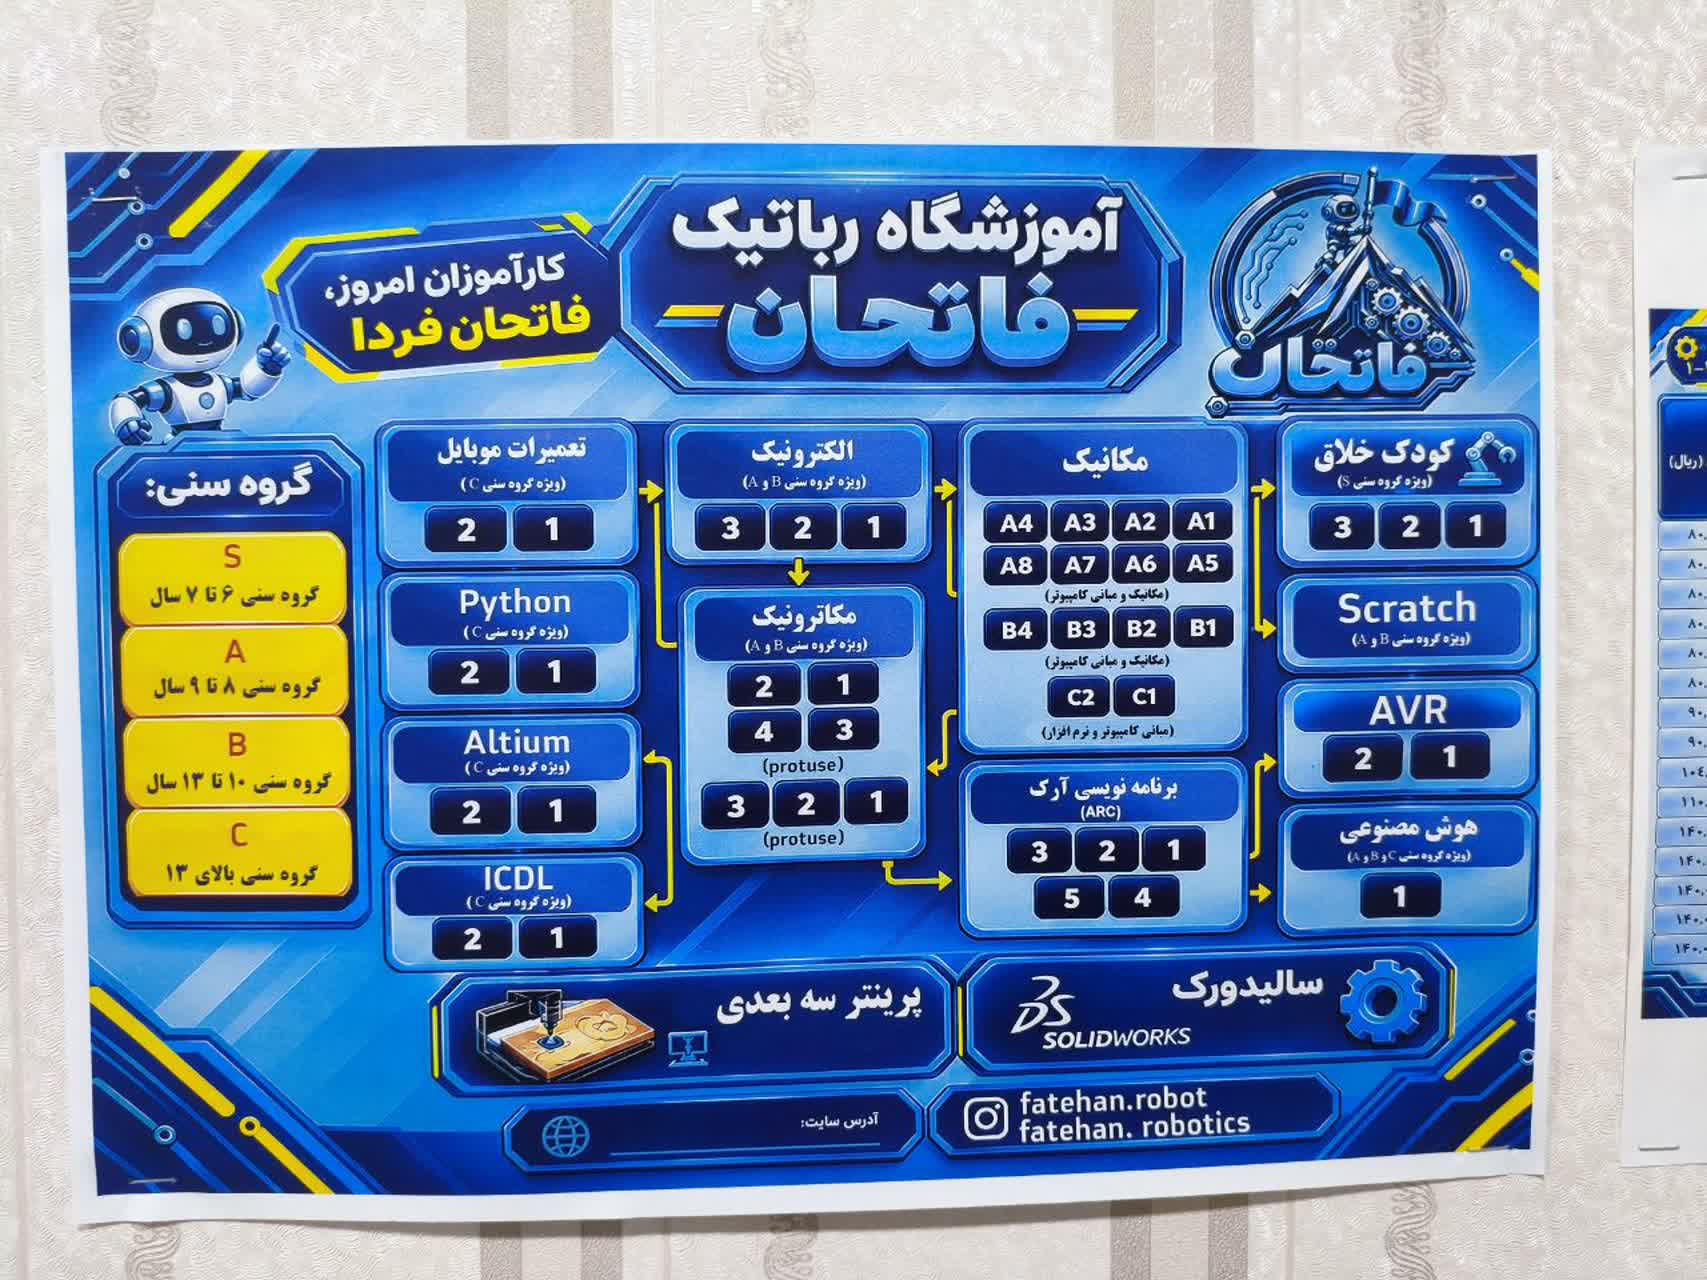 آموزشگاه رباتیک
فاتحان
کارآموزان امروز،
فاتحان فردا
فاتحان
کودک خلاق
(ویژه گروه سنی S)
1 2 3
Scratch
(ویژه گروه سنی B و A)
AVR
1 2
هوش مصنوعی
(ویژه گروه سنی C و B و A)
1
مکانیک
A1 A2 A3 A4
A5 A6 A7 A8
(مکانیک و مبانی کامپیوتر)
B1 B2 B3 B4
(مکانیک و مبانی کامپیوتر)
C1 C2
(مبانی کامپیوتر و نرم افزار)
برنامه نویسی آرک
(ARC)
1 2 3
4 5
الکترونیک
(ویژه گروه سنی B و A)
1 2 3
مکاترونیک
(ویژه گروه سنی B و A)
1 2
3 4
(protuse)
1 2 3
(protuse)
تعمیرات موبایل
(ویژه گروه سنی C)
1 2
Python
(ویژه گروه سنی C)
1 2
Altium
(ویژه گروه سنی C)
1 2
ICDL
(ویژه گروه سنی C)
1 2
گروه سنی:
S
گروه سنی ۶ تا ۷ سال
A
گروه سنی ۸ تا ۹ سال
B
گروه سنی ۱۰ تا ۱۳ سال
C
گروه سنی بالای ۱۳
سالیدورک
SOLIDWORKS
پرینتر سه بعدی
fatehan.robot
fatehan. robotics
آدرس سایت:
(ریال)